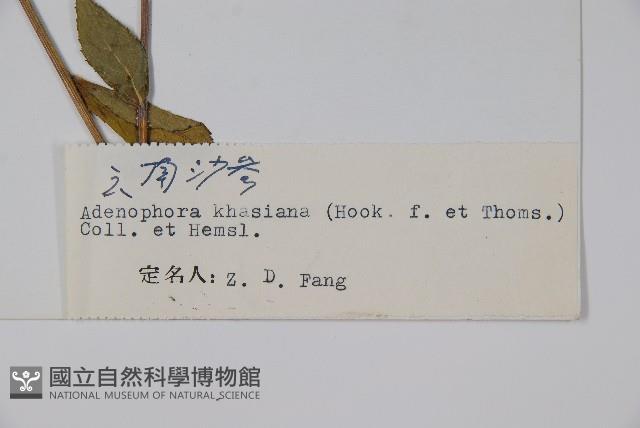 云南沙参
Adenophora khasiana (Hook. f. et Thoms.)
Coll. et Hemsl.
定名人: Z. D. Fang
國立自然科學博物館
NATIONAL MUSEUM OF NATURAL SCIENCE